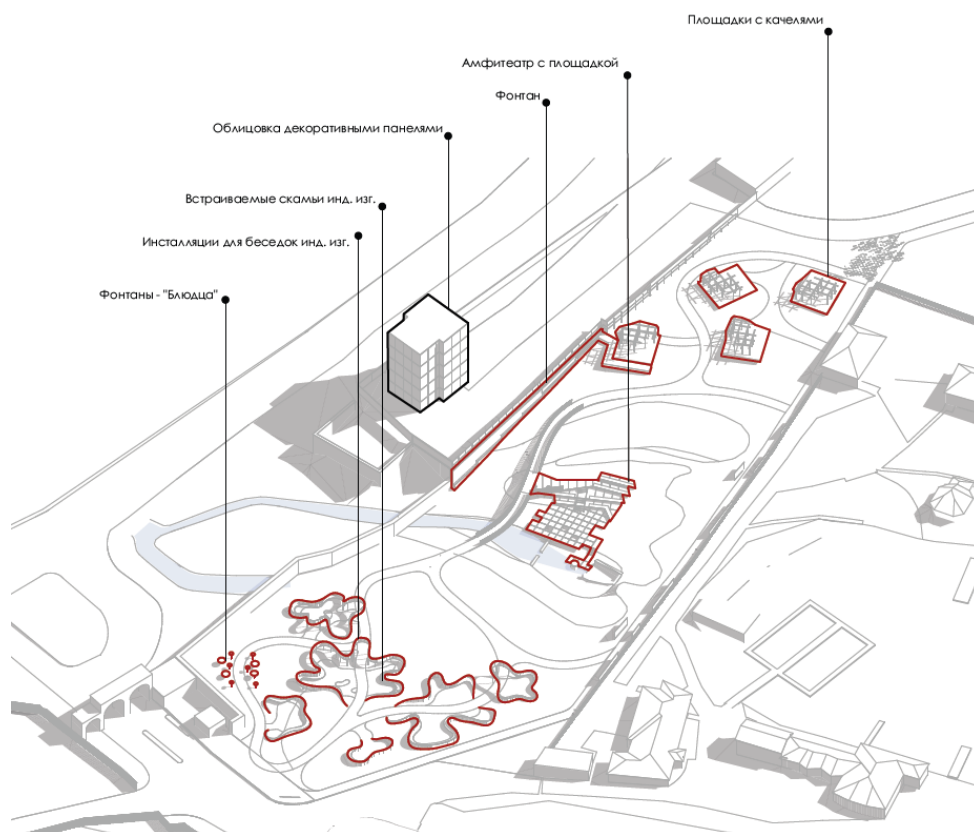 Площадки с качелями
Амфитеатр с площадкой
Фонтан
Облицовка декоративными панелями
Встраиваемые скамьи инд. изг.
Инсталляции для беседок инд. изг.
Фонтаны - "Блюдца"